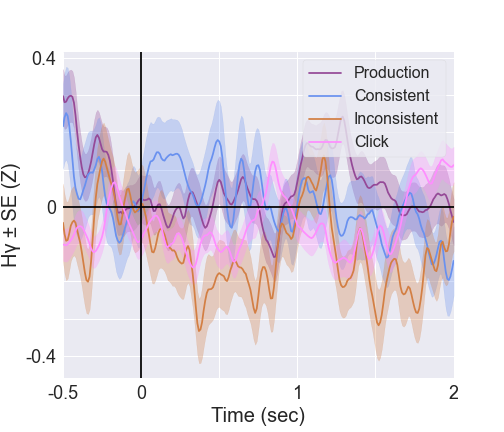 Production
Consistent
Inconsistent
Click
0.4
0
-0.4
Hγ ± SE (Z)
-0.5
0
1
2
Time (sec)